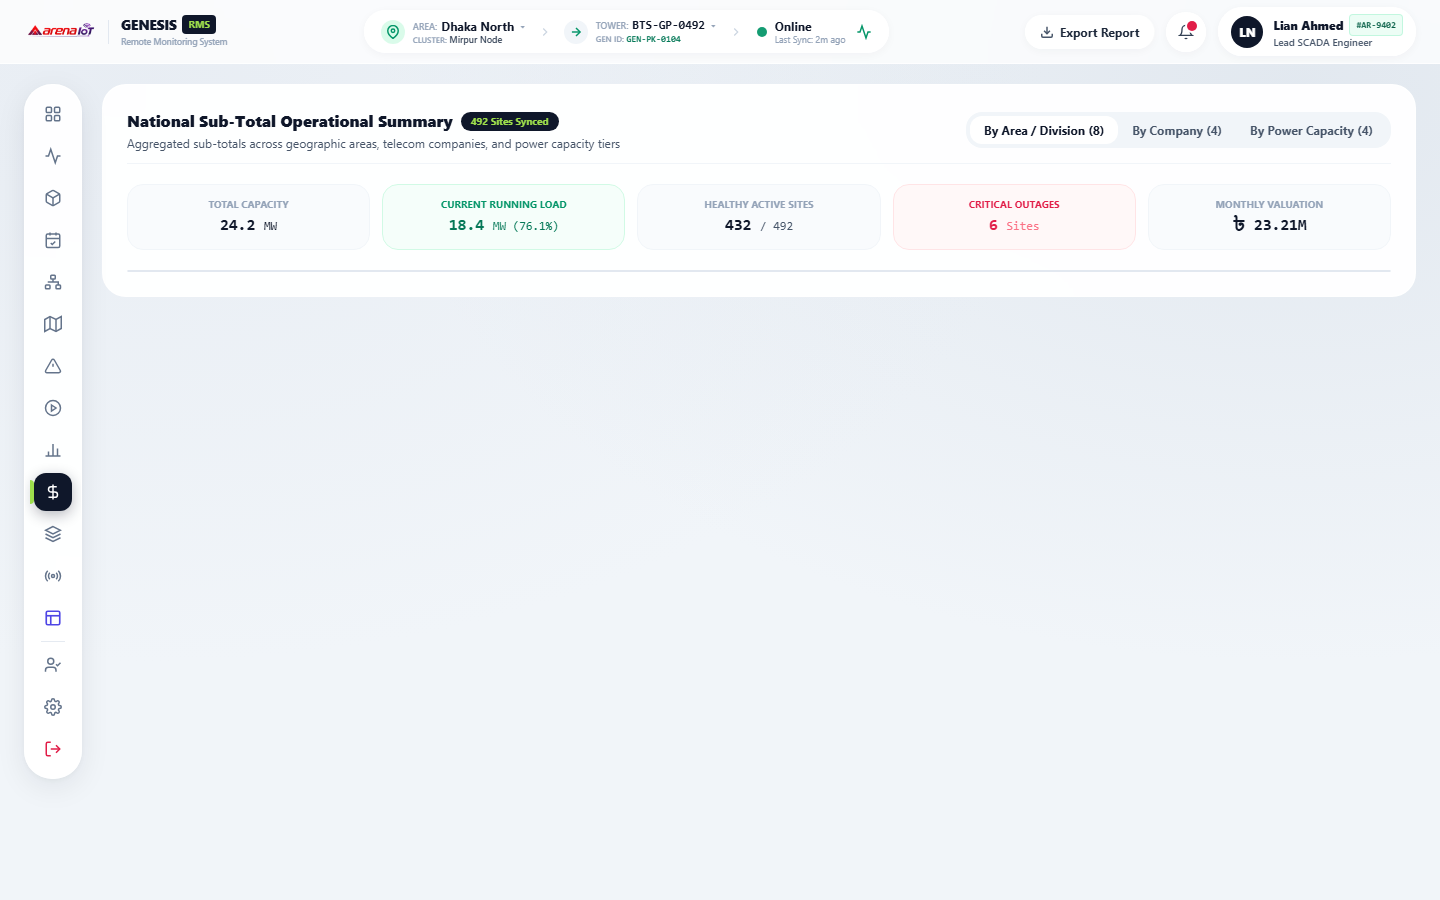 arenaIoT
GENESIS RMS
Remote Monitoring System
AREA: Dhaka North
CLUSTER: Mirpur Node
TOWER: BTS-GP-0492
GEN ID: GEN-PK-0104
Online
Last Sync: 2m ago
Export Report
LN
Lian Ahmed #AR-9402
Lead SCADA Engineer
National Sub-Total Operational Summary 492 Sites Synced
Aggregated sub-totals across geographic areas, telecom companies, and power capacity tiers
By Area / Division (8) By Company (4) By Power Capacity (4)
TOTAL CAPACITY
24.2 MW
CURRENT RUNNING LOAD
18.4 MW (76.1%)
HEALTHY ACTIVE SITES
432 / 492
CRITICAL OUTAGES
6 Sites
MONTHLY VALUATION
৳ 23.21M